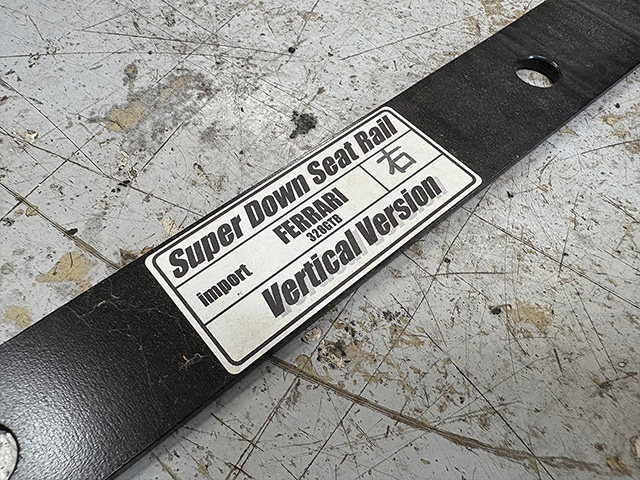 Super Down Seat Rail
import
FERRARI
328GTB
右
Vertical Version